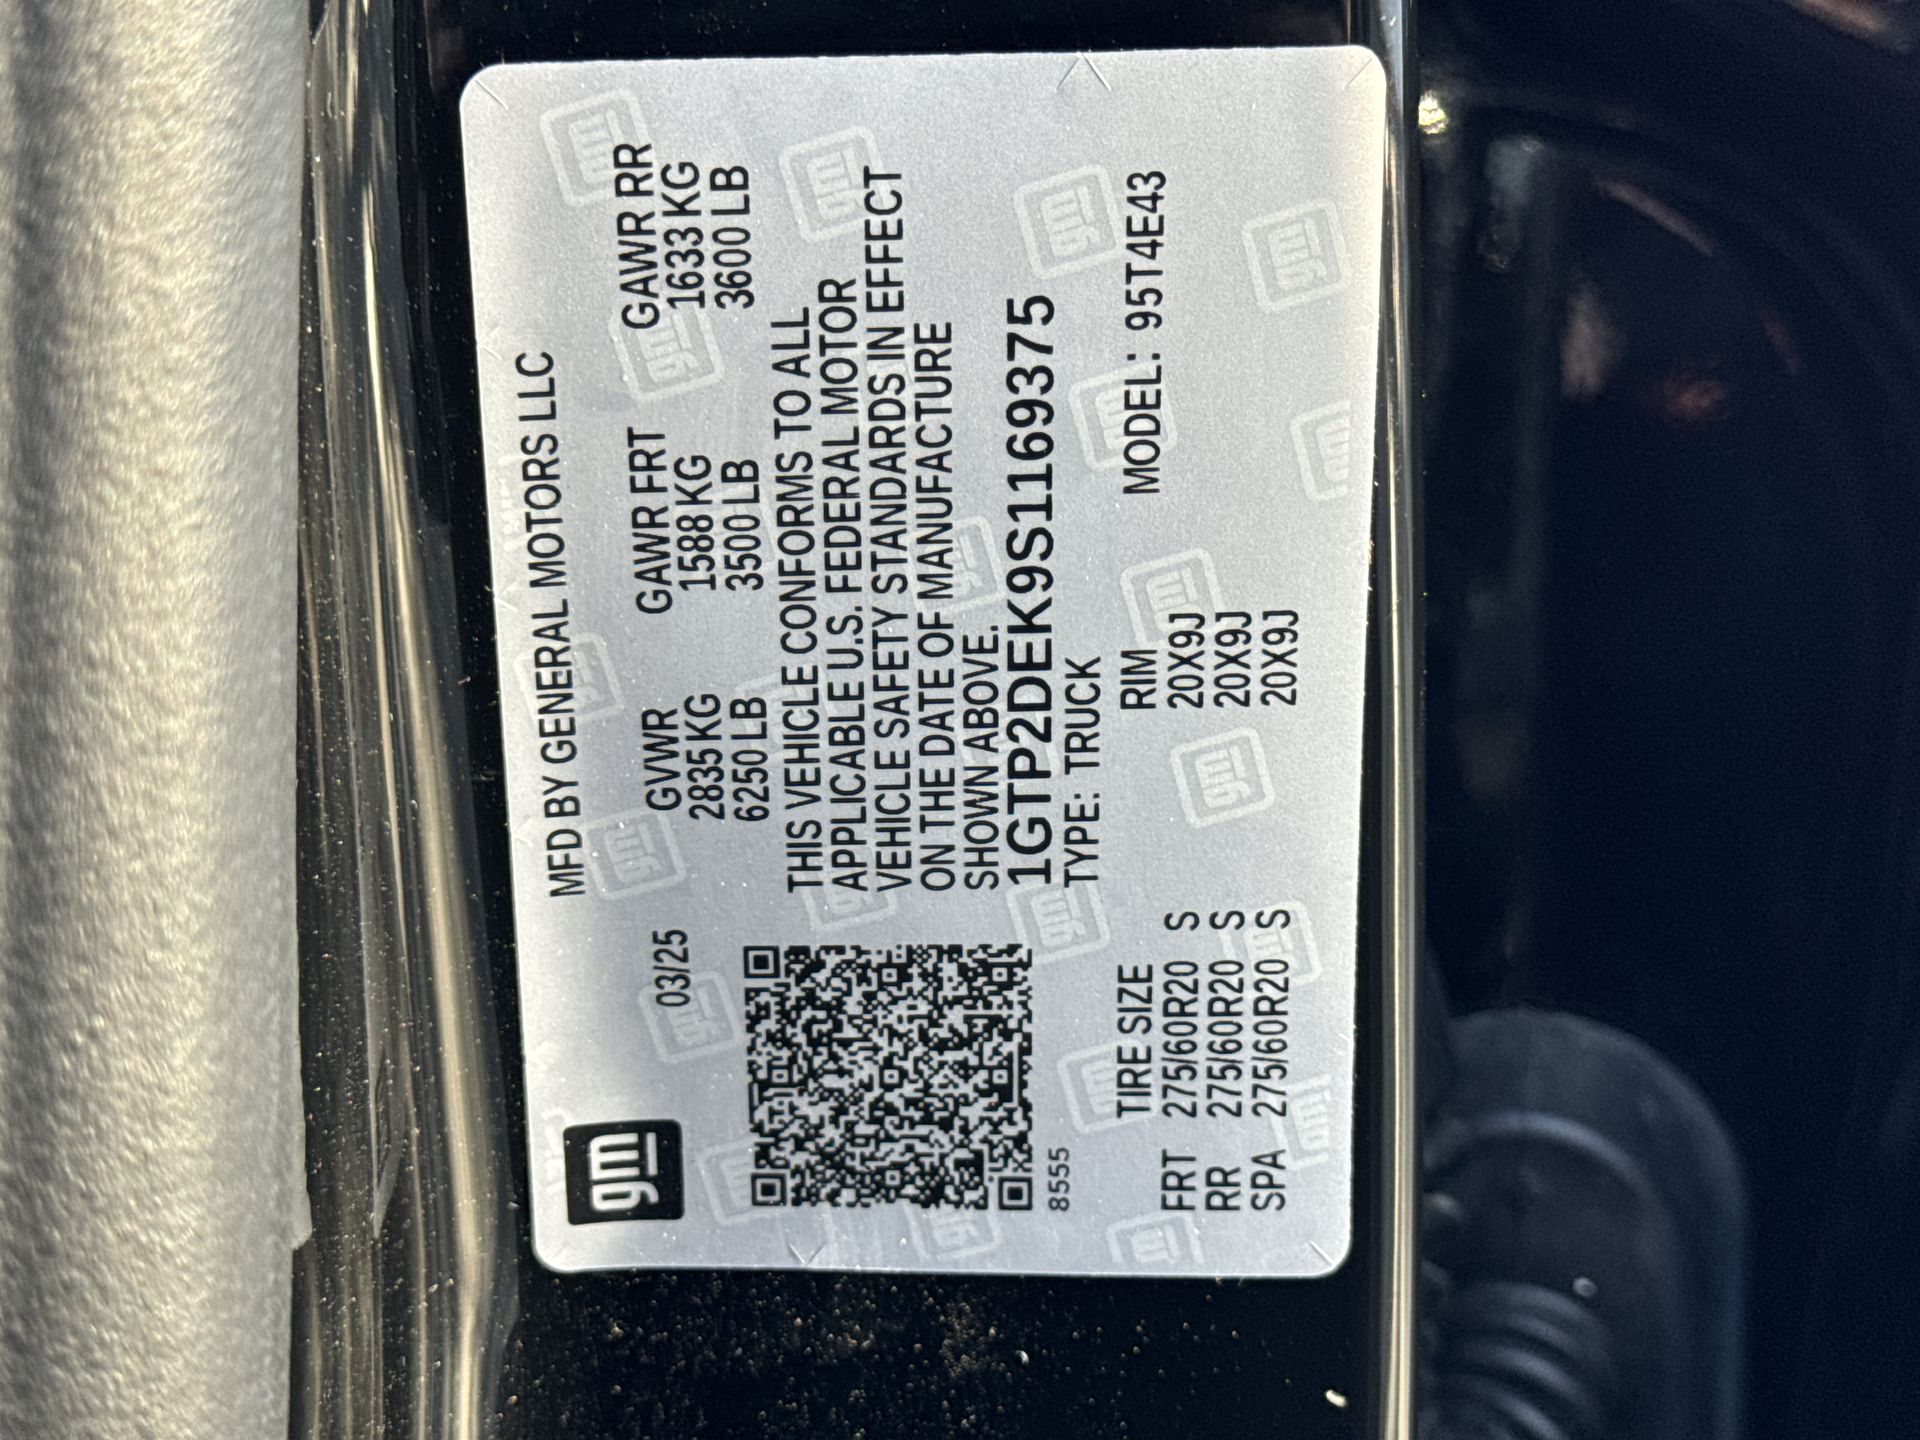 gm
MFD BY GENERAL MOTORS LLC
03/25
GVWR GAWR FRT GAWR RR
2835 KG 1588 KG 1633 KG
6250 LB 3500 LB 3600 LB
THIS VEHICLE CONFORMS TO ALL
APPLICABLE U.S. FEDERAL MOTOR
VEHICLE SAFETY STANDARDS IN EFFECT
ON THE DATE OF MANUFACTURE
SHOWN ABOVE.
1GTP2DEK9S1169375
8555
TYPE: TRUCK
TIRE SIZE RIM MODEL: 95T4E43
FRT 275/60R20 S 20X9J
RR 275/60R20 S 20X9J
SPA 275/60R20 S 20X9J